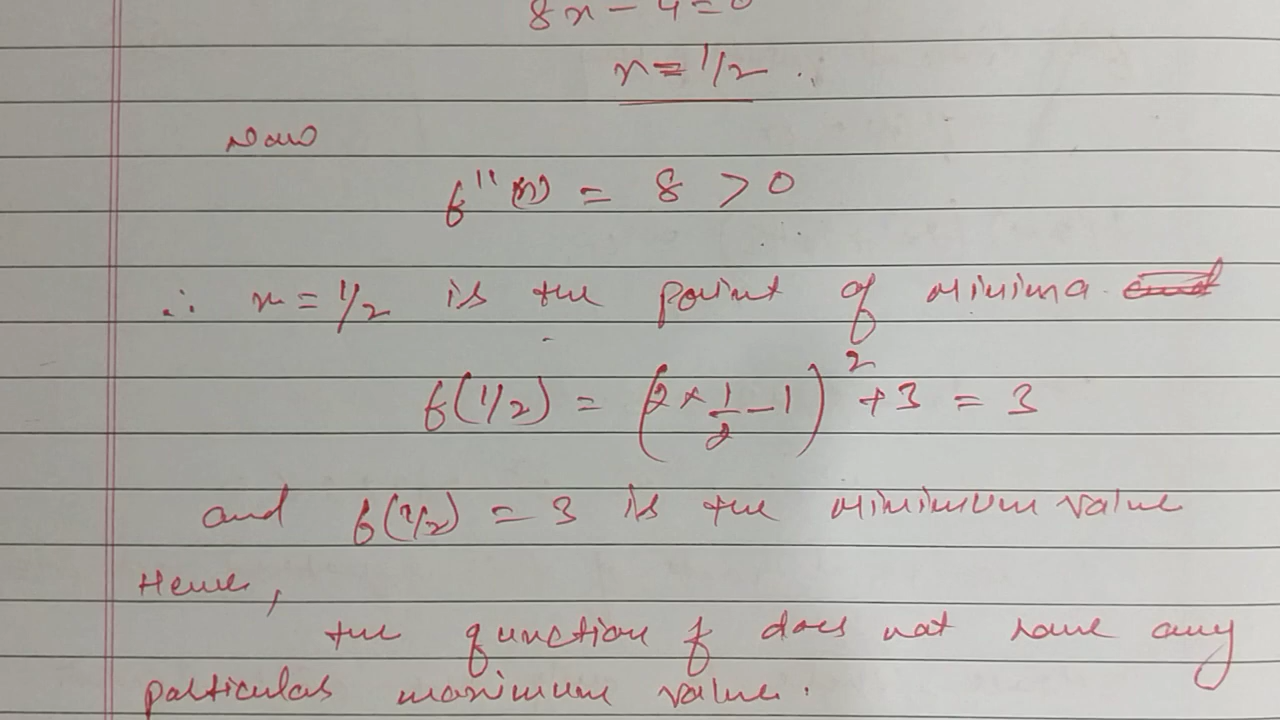 8x - 4 = 0
x = 1/2 .
Now
f''(x) = 8 > 0
∴ x = 1/2 is the point of minima
f(1/2) = (2 × 1/2 - 1)² + 3 = 3
and f(1/2) = 3 is the minimum value
Hence,
the function f does not have any
particular maximum value.